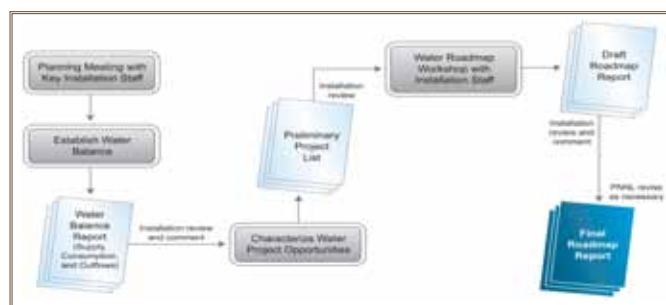 Planning Meeting with
Key Installation Staff
Establish Water
Balance
Water
Balance
Report
(Supply,
Consumption
and Outflows)
Installation review
and comment
Characterize Water
Project Opportunities
Preliminary
Project
List
Installation
review
Water Roadmap
Workshop with
Installation Staff
Draft
Roadmap
Report
Installation
review and
comment
PNNL revise
as necessary
Final
Roadmap
Report